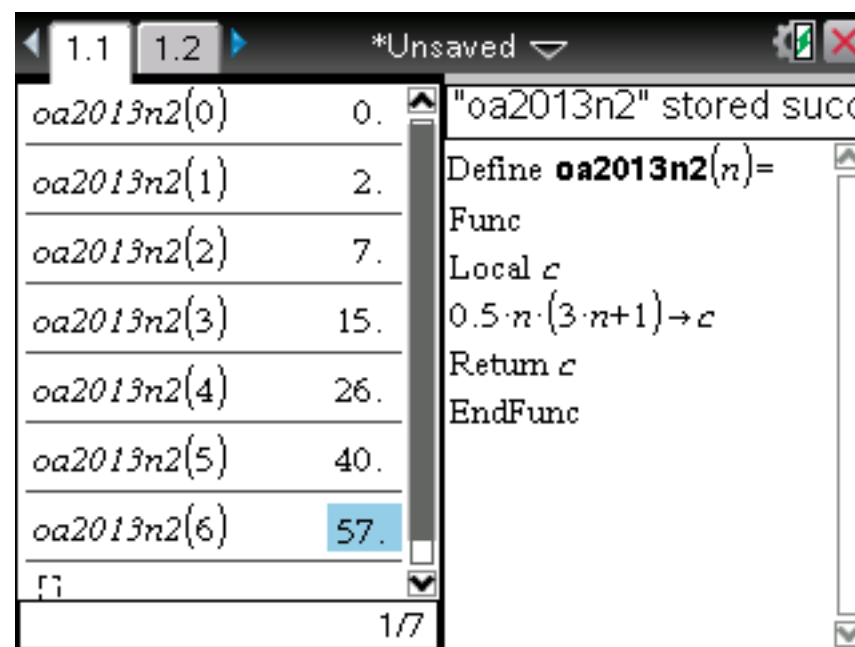 1.1 1.2 *Unsaved
oa2013n2(0) 0.
oa2013n2(1) 2.
oa2013n2(2) 7.
oa2013n2(3) 15.
oa2013n2(4) 26.
oa2013n2(5) 40.
oa2013n2(6) 57.
1/7
"oa2013n2" stored succ
Define oa2013n2(n)=
Func
Local c
0.5·n·(3·n+1)→c
Return c
EndFunc